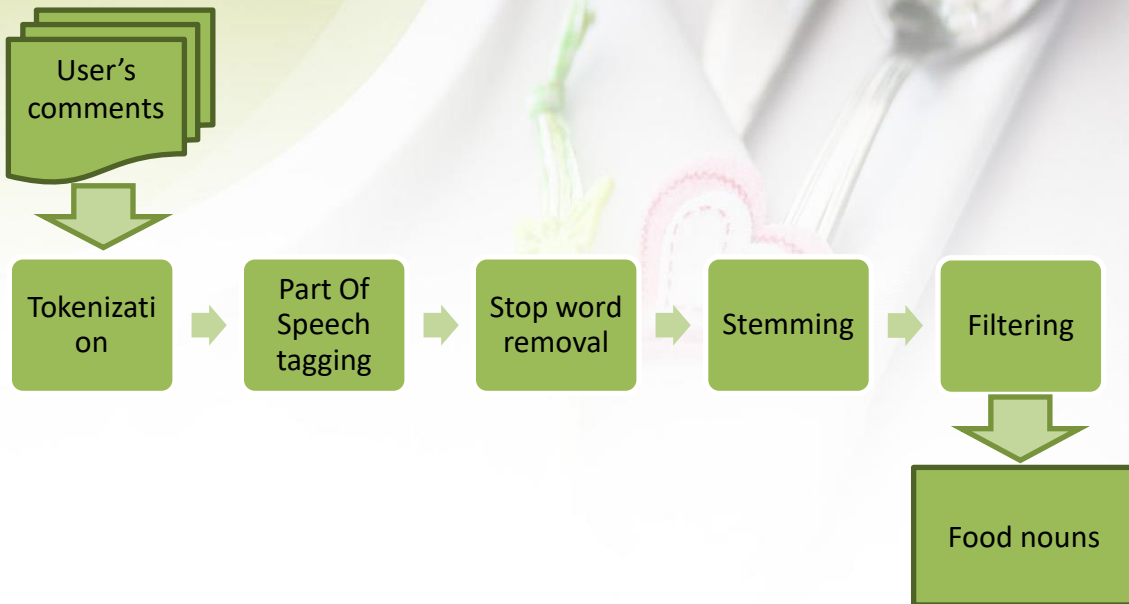 User’s
comments
Tokenizati
on
Part Of
Speech
tagging
Stop word
removal
Stemming
Filtering
Food nouns